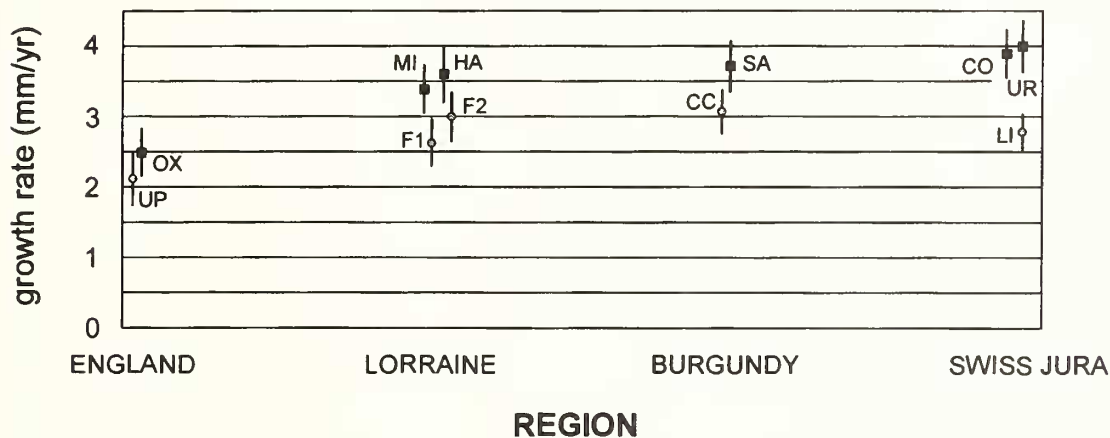 growth rate (mm/yr)
4
3
2
1
0
OX
UP
MI
HA
F1
F2
CC
SA
CO
UR
LI
ENGLAND LORRAINE BURGUNDY SWISS JURA
REGION